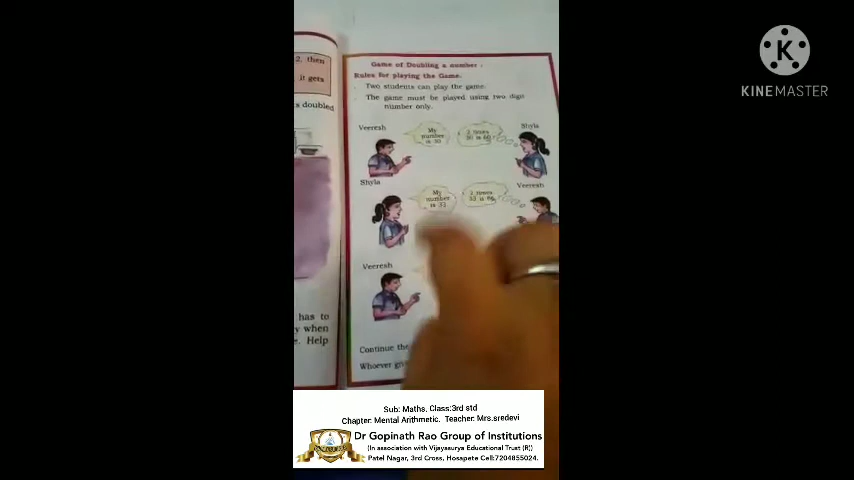 2, then
it gets
s doubled
has to
y when
e. Help
Game of Doubling a number :
Rules for playing the Game.
Two students can play the game.
The game must be played using two digit
number only.
Veeresh
My
number
is 30
2 times
30 is 60
Shyla
Shyla
My
number
is 33
2 times
33 is 66
Veeresh
Veeresh
Continue the
Whoever
KINEMASTER
Sub: Maths, Class:3rd std
Chapter: Mental Arithmetic. Teacher: Mrs.sredevi
Dr Gopinath Rao Group of Institutions
(In association with Vijayasurya Educational Trust (R))
Patel Nagar, 3rd Cross, Hosapete Cell:7204855024.